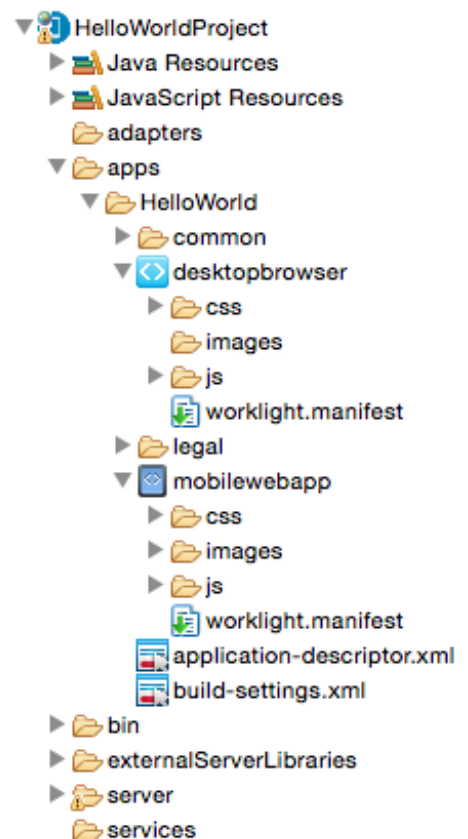 HelloWorldProject
Java Resources
JavaScript Resources
adapters
apps
HelloWorld
common
desktopbrowser
css
images
js
worklight.manifest
legal
mobilewebapp
css
images
js
worklight.manifest
application-descriptor.xml
build-settings.xml
bin
externalServerLibraries
server
services